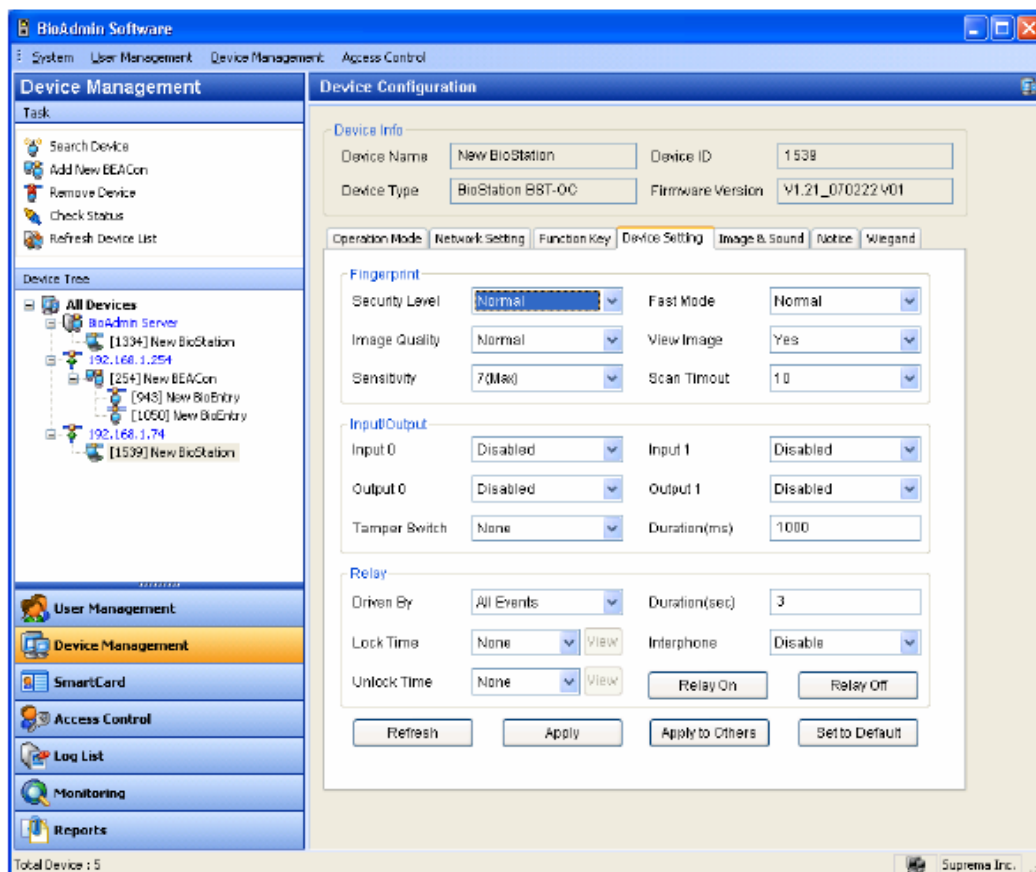 BioAdmin Software
System User Management Device Management Access Control
Device Management
Task
Search Device
Add New BEACon
Remove Device
Check Status
Refresh Device List
Device Tree
All Devices
BioAdmin Server
[1334] New BioStation
192.168.1.254
[254] New BEACon
[943] New BioEntry
[1050] New BioEntry
192.168.1.74
[1539] New BioStation
User Management
Device Management
SmartCard
Access Control
Log List
Monitoring
Reports
Device Configuration
Device Info
Device Name New BioStation Device ID 1539
Device Type BioStation BST-OC Firmware Version V1.21_070222 V01
Operation Mode Network Setting Function Key Device Setting Image & Sound Notice Wiegand
Fingerprint
Security Level Normal Fast Mode Normal
Image Quality Normal View Image Yes
Sensitivity 7(Max) Scan Timout 10
Input/Output
Input 0 Disabled Input 1 Disabled
Output 0 Disabled Output 1 Disabled
Tamper Switch None Duration(ms) 1000
Relay
Driven By All Events Duration(sec) 3
Lock Time None View Interphone Disable
Unlock Time None View Relay On Relay Off
Refresh Apply Apply to Others Set to Default
Total Device : 5 Suprema Inc.